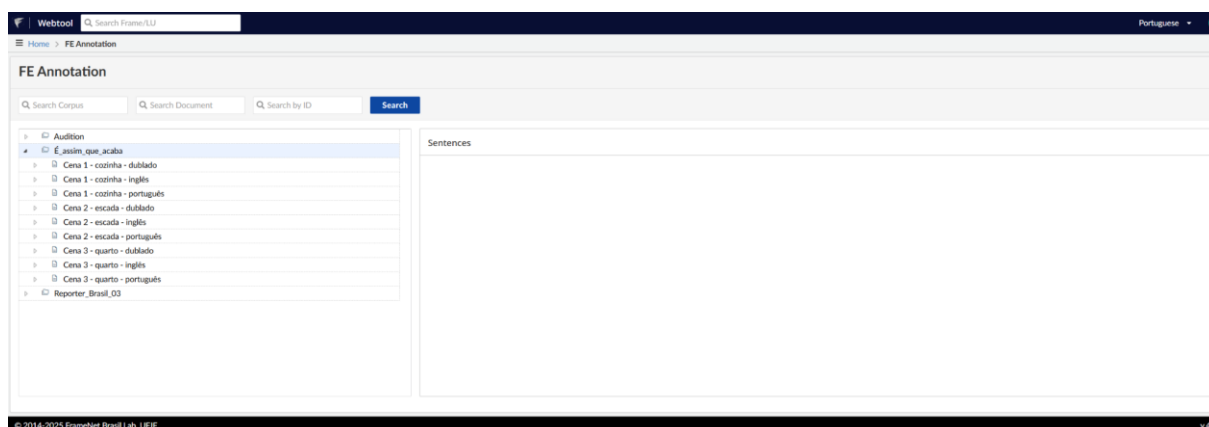 Webtool Search Frame/LU Portuguese
Home > FE Annotation
FE Annotation
Search Corpus Search Document Search by ID Search
Audition
É_assim_que_acaba
Cena 1 - cozinha - dublado
Cena 1 - cozinha - inglês
Cena 1 - cozinha - português
Cena 2 - escada - dublado
Cena 2 - escada - inglês
Cena 2 - escada - português
Cena 3 - quarto - dublado
Cena 3 - quarto - inglês
Cena 3 - quarto - português
Reporter_Brasil_03
Sentences
© 2014-2025 FrameNet Brasil Lab, UFJF